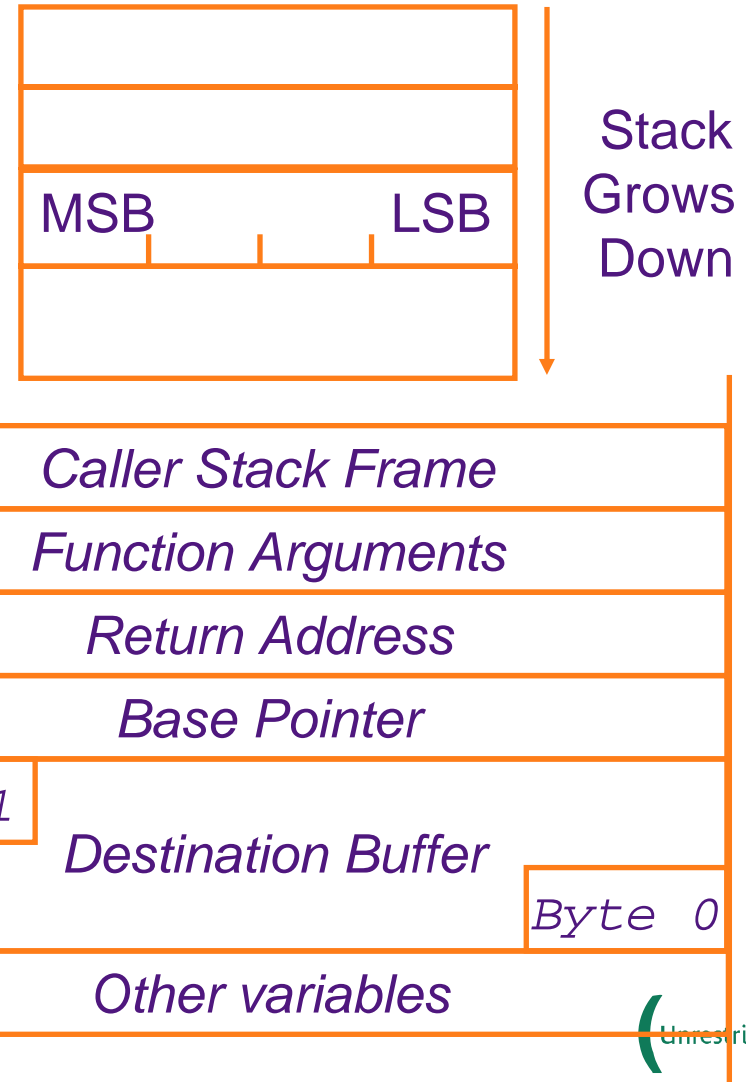 Stack
Grows
Down
MSB LSB
Caller Stack Frame
Function Arguments
Return Address
Base Pointer
1
Destination Buffer
Byte 0
Other variables